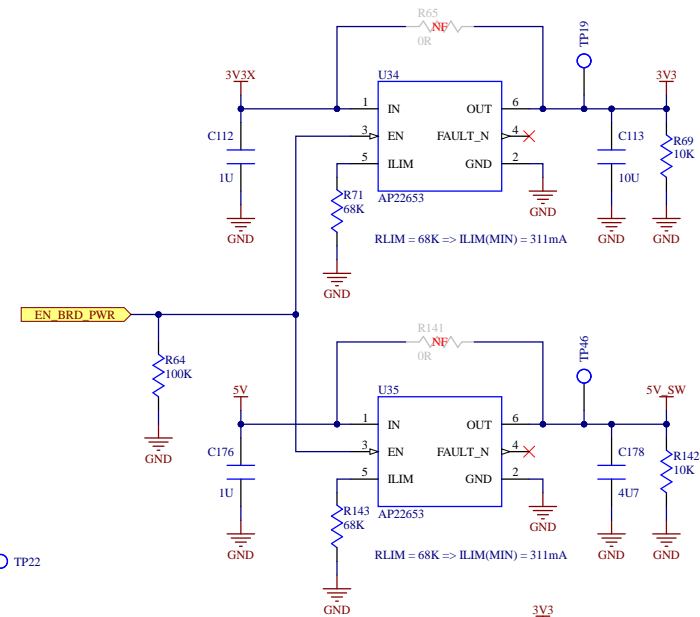 R65
NF
0R
TP19
3V3X
U34
3V3
1 IN OUT 6
C112
3 EN FAULT_N 4
C113
R69
10K
5 ILIM GND 2
1U
10U
R71
68K
AP22653
GND
GND
GND
GND
RLIM = 68K => ILIM(MIN) = 311mA
GND
EN_BRD_PWR
R141
NF
0R
TP46
R64
100K
5V
U35
5V_SW
1 IN OUT 6
C176
3 EN FAULT_N 4
C178
R142
10K
GND
5 ILIM GND 2
1U
4U7
R143
68K
AP22653
GND
GND
GND
GND
RLIM = 68K => ILIM(MIN) = 311mA
TP22
GND
3V3